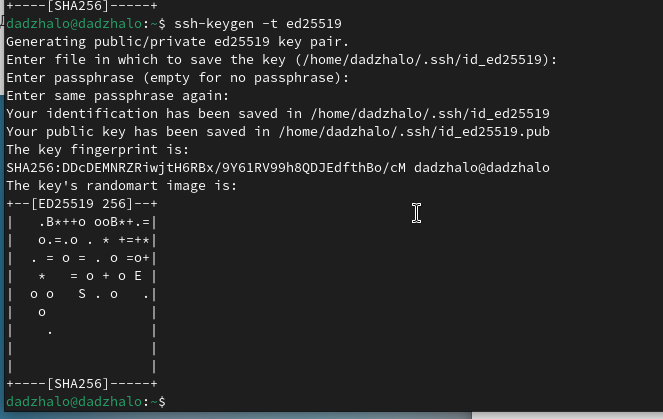 +----[SHA256]-----+
dadzhalo@dadzhalo:~$ ssh-keygen -t ed25519
Generating public/private ed25519 key pair.
Enter file in which to save the key (/home/dadzhalo/.ssh/id_ed25519):
Enter passphrase (empty for no passphrase):
Enter same passphrase again:
Your identification has been saved in /home/dadzhalo/.ssh/id_ed25519
Your public key has been saved in /home/dadzhalo/.ssh/id_ed25519.pub
The key fingerprint is:
SHA256:DDcDEMNRZRiwjtH6RBx/9Y61RV99h8QDJEdfthBo/cM dadzhalo@dadzhalo
The key's randomart image is:
+--[ED25519 256]--+
|   .B*++o ooB*+.=|
|   o.=.o . * +=+*|
|  . = o = . o =o+|
|   *   = o + o E |
|  o o   S . o   .|
|   o             |
|    .            |
|                 |
|                 |
+----[SHA256]-----+
dadzhalo@dadzhalo:~$